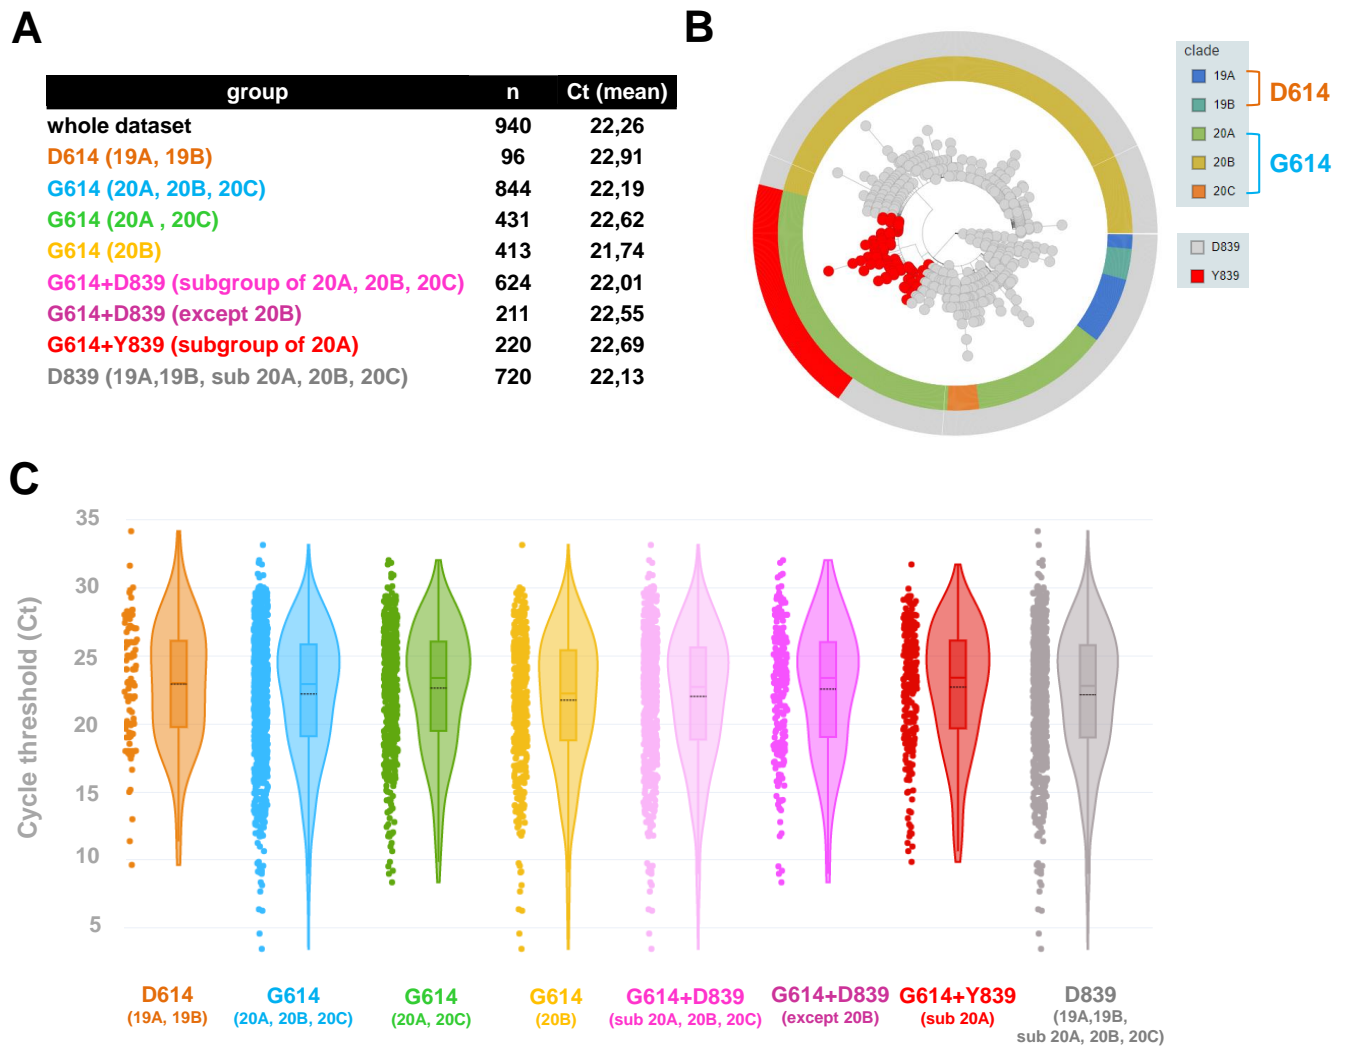 A
group n Ct (mean)
whole dataset 940 22,26
D614 (19A, 19B) 96 22,91
G614 (20A, 20B, 20C) 844 22,19
G614 (20A , 20C) 431 22,62
G614 (20B) 413 21,74
G614+D839 (subgroup of 20A, 20B, 20C) 624 22,01
G614+D839 (except 20B) 211 22,55
G614+Y839 (subgroup of 20A) 220 22,69
D839 (19A,19B, sub 20A, 20B, 20C) 720 22,13
B
clade
19A
19B
20A
20B
20C
D614
G614
D839
Y839
C
Cycle threshold (Ct)
35
30
25
20
15
10
5
D614
(19A, 19B)
G614
(20A, 20B, 20C)
G614
(20A, 20C)
G614
(20B)
G614+D839
(sub 20A, 20B, 20C)
G614+D839
(except 20B)
G614+Y839
(sub 20A)
D839
(19A,19B,
sub 20A, 20B, 20C)